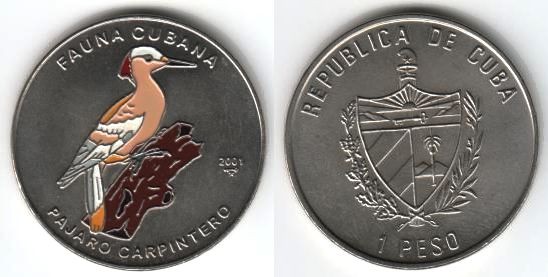 FAUNA CUBANA
2001
PAJARO CARPINTERO
REPUBLICA DE CUBA
1 PESO